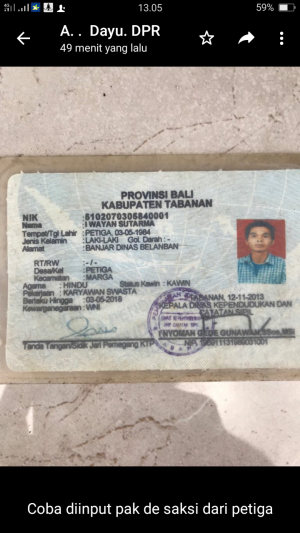 13.05
59%
A. . Dayu. DPR
49 menit yang lalu
PROVINSI BALI
KABUPATEN TABANAN
NIK : 5102070305840001
Nama : I WAYAN SUTARMA
Tempat/Tgl Lahir : PETIGA, 03-05-1984
Jenis Kelamin : LAKI-LAKI Gol. Darah : -
Alamat : BANJAR DINAS BELANBAN
RT/RW : - / -
Kel/Desa : PETIGA
Kecamatan : MARGA
Agama : HINDU Status Kawin : KAWIN
Pekerjaan : KARYAWAN SWASTA
Berlaku Hingga : 03-05-2018
Kewarganegaraan : WNI
TABANAN, 12-11-2013
KEPALA DINAS KEPENDUDUKAN DAN
CATATAN SIPIL
I NYOMAN GEDE GUNAWAN
Tanda Tangan/Sidik Jari Pemegang KTP
NIP.
Coba diinput pak de saksi dari petiga